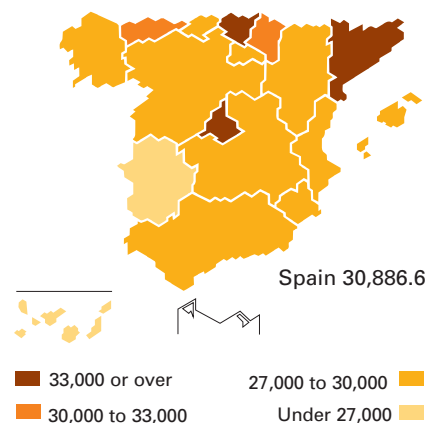 Spain 30,886.6
33,000 or over
27,000 to 30,000
30,000 to 33,000
Under 27,000